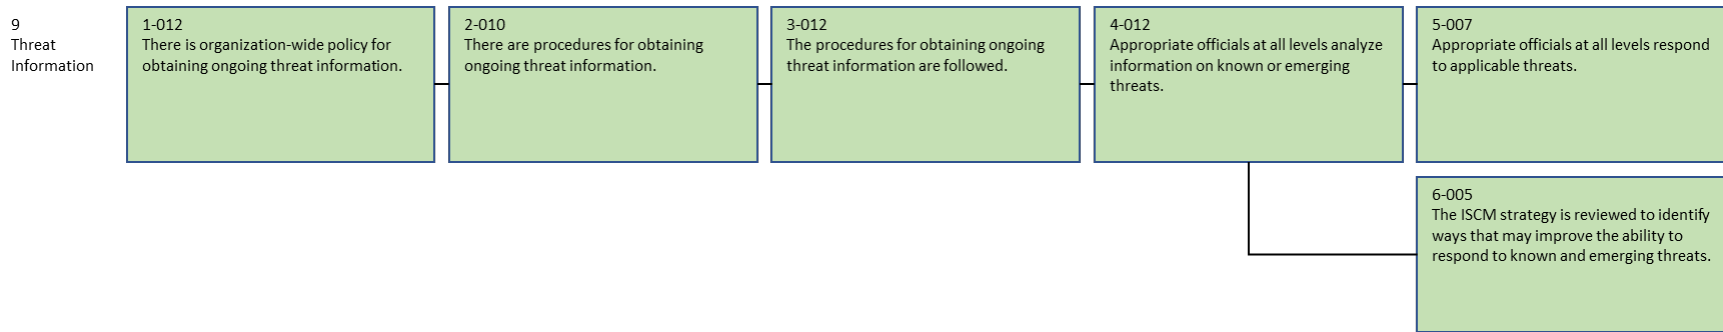 9
Threat
Information
1-012
There is organization-wide policy for
obtaining ongoing threat information.
2-010
There are procedures for obtaining
ongoing threat information.
3-012
The procedures for obtaining ongoing
threat information are followed.
4-012
Appropriate officials at all levels analyze
information on known or emerging
threats.
5-007
Appropriate officials at all levels respond
to applicable threats.
6-005
The ISCM strategy is reviewed to identify
ways that may improve the ability to
respond to known and emerging threats.